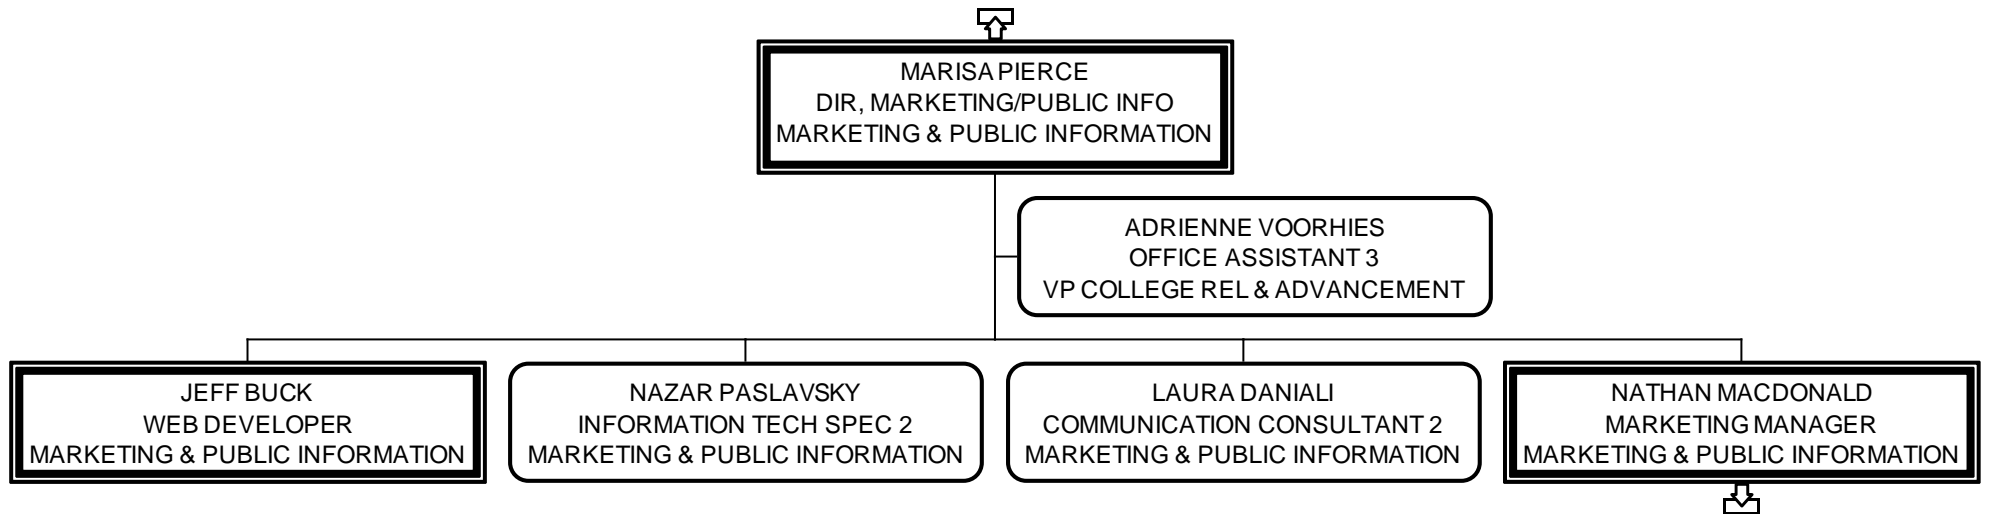 MARISA PIERCE
DIR, MARKETING/PUBLIC INFO
MARKETING & PUBLIC INFORMATION
ADRIENNE VOORHIES
OFFICE ASSISTANT 3
VP COLLEGE REL & ADVANCEMENT
JEFF BUCK
WEB DEVELOPER
MARKETING & PUBLIC INFORMATION
NAZAR PASLAVSKY
INFORMATION TECH SPEC 2
MARKETING & PUBLIC INFORMATION
LAURA DANIALI
COMMUNICATION CONSULTANT 2
MARKETING & PUBLIC INFORMATION
NATHAN MACDONALD
MARKETING MANAGER
MARKETING & PUBLIC INFORMATION